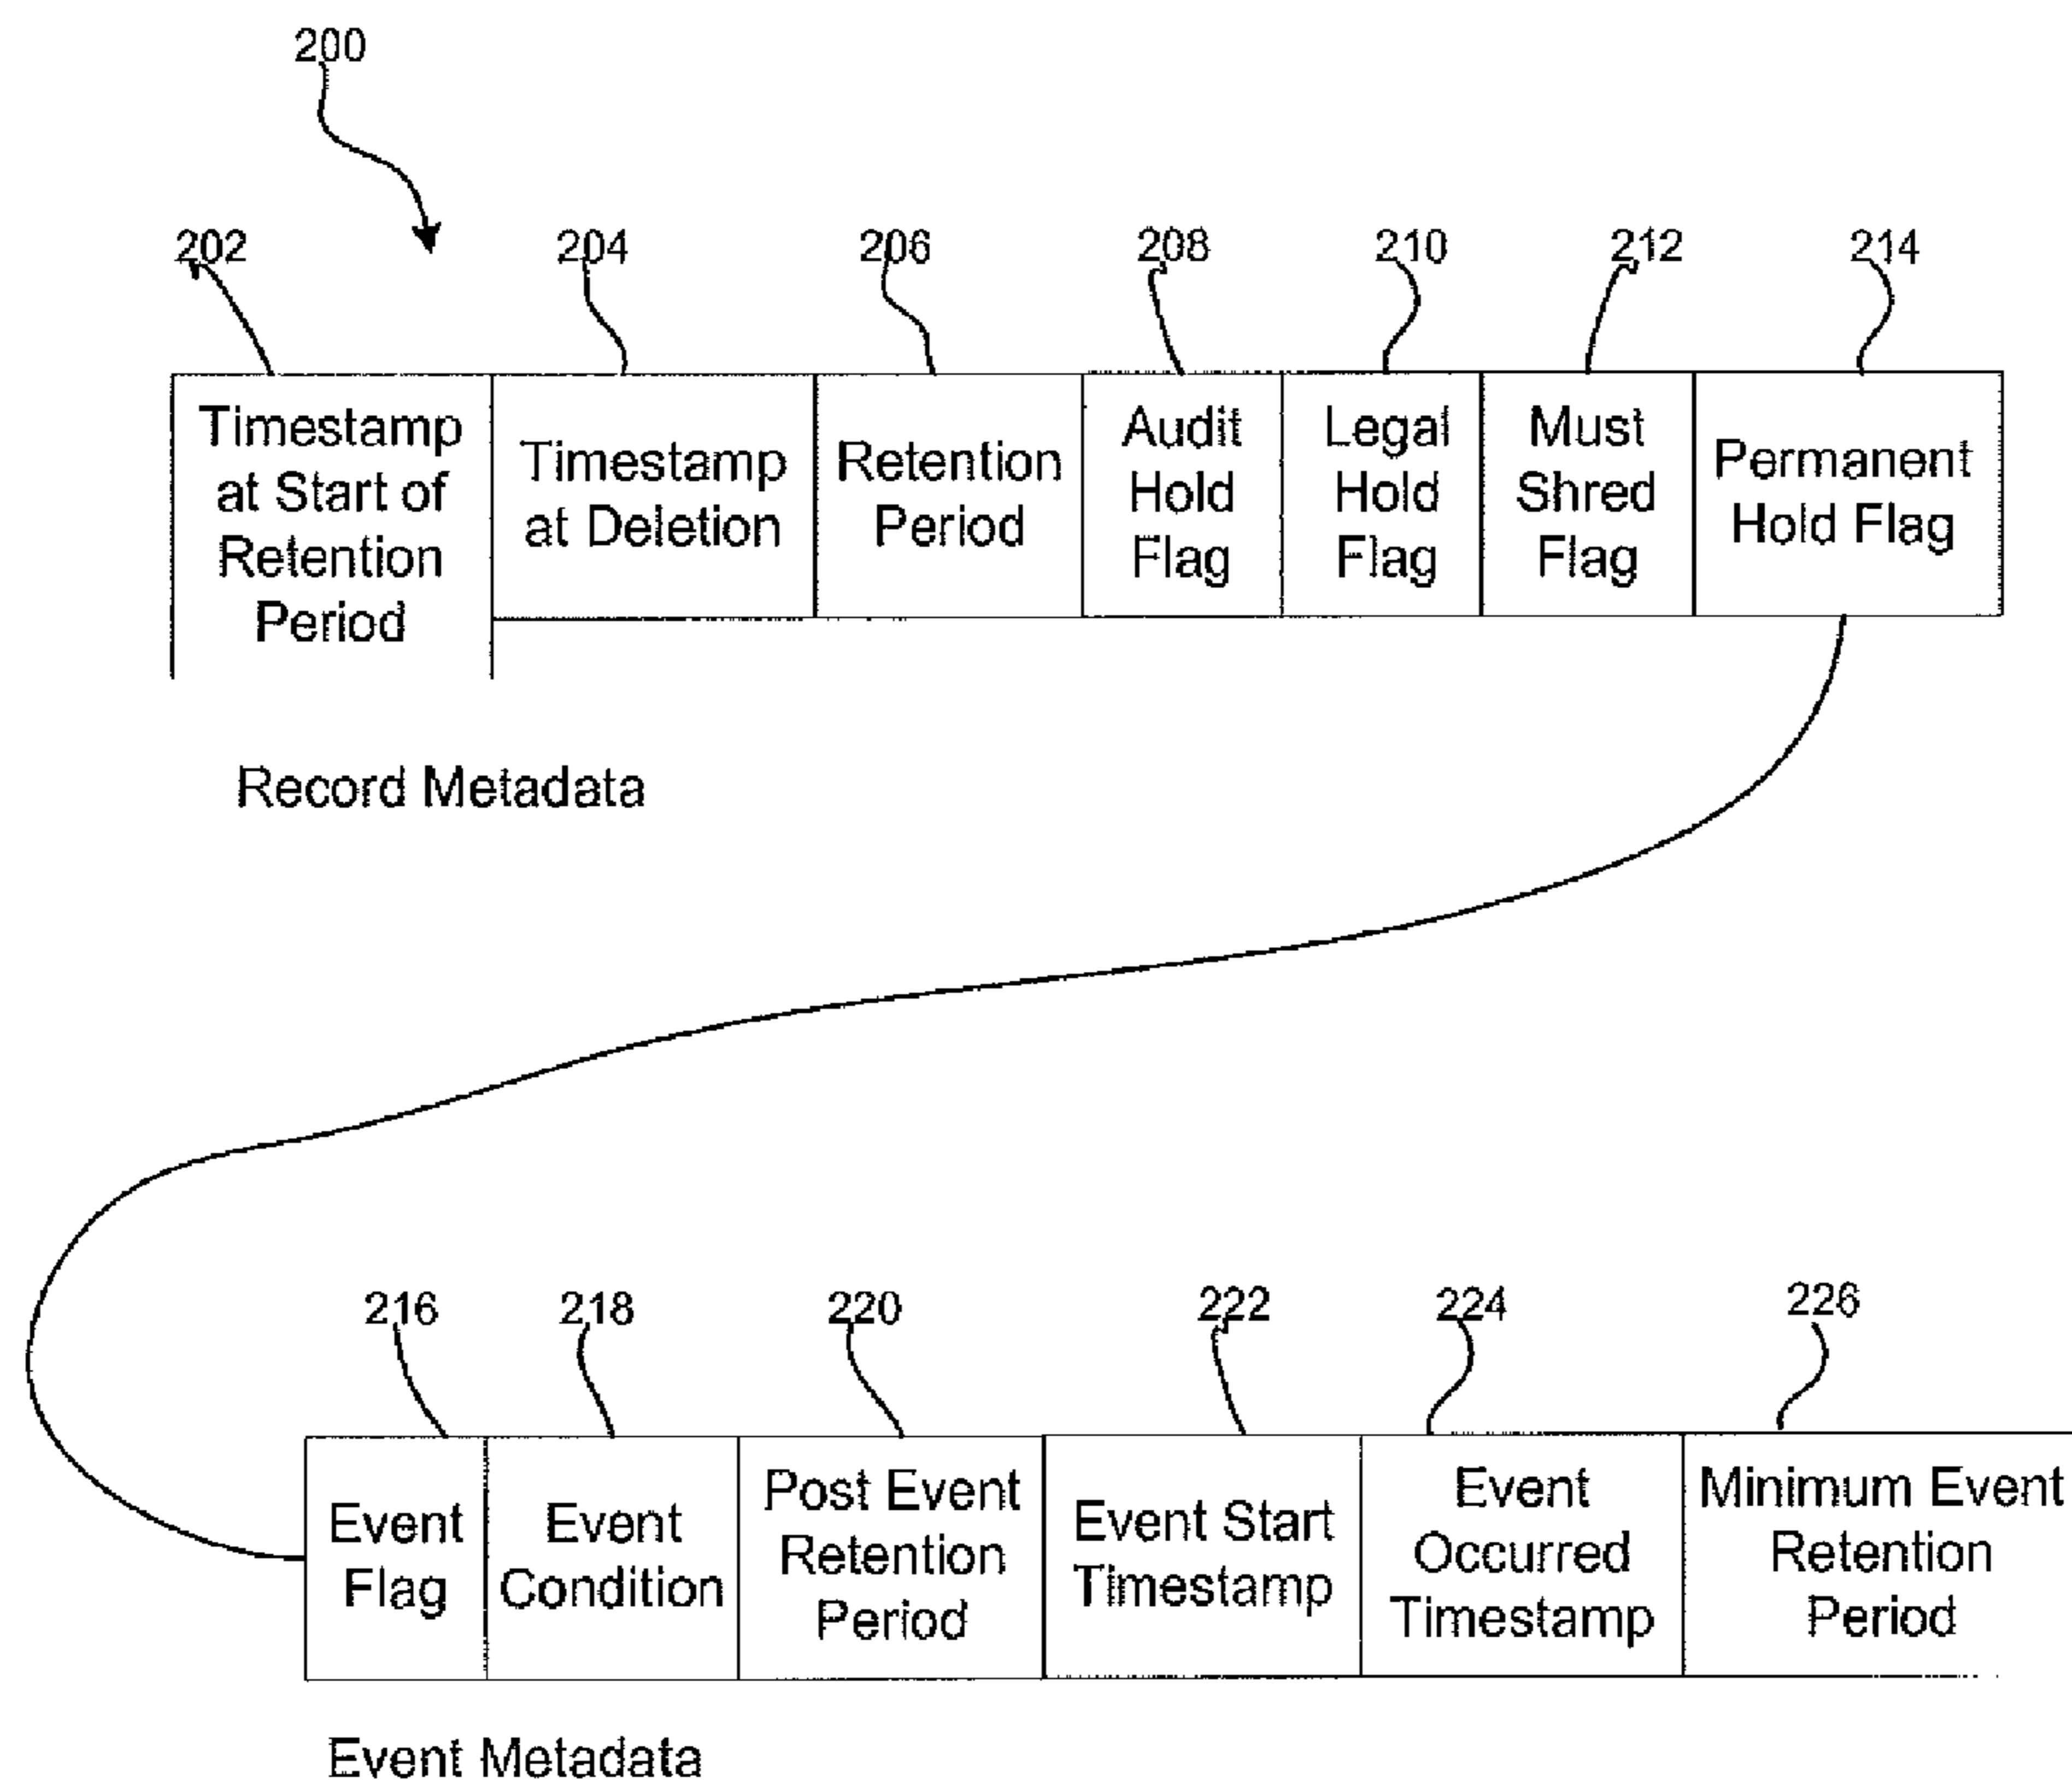 200
202
204
206
208
210
212
214
Timestamp
at Start of
Retention
Period
Timestamp
at Deletion
Retention
Period
Audit
Hold
Flag
Legal
Hold
Flag
Must
Shred
Flag
Permanent
Hold Flag
Record Metadata
216
218
220
222
224
226
Event
Flag
Event
Condition
Post Event
Retention
Period
Event Start
Timestamp
Event
Occurred
Timestamp
Minimum Event
Retention
Period
Event Metadata